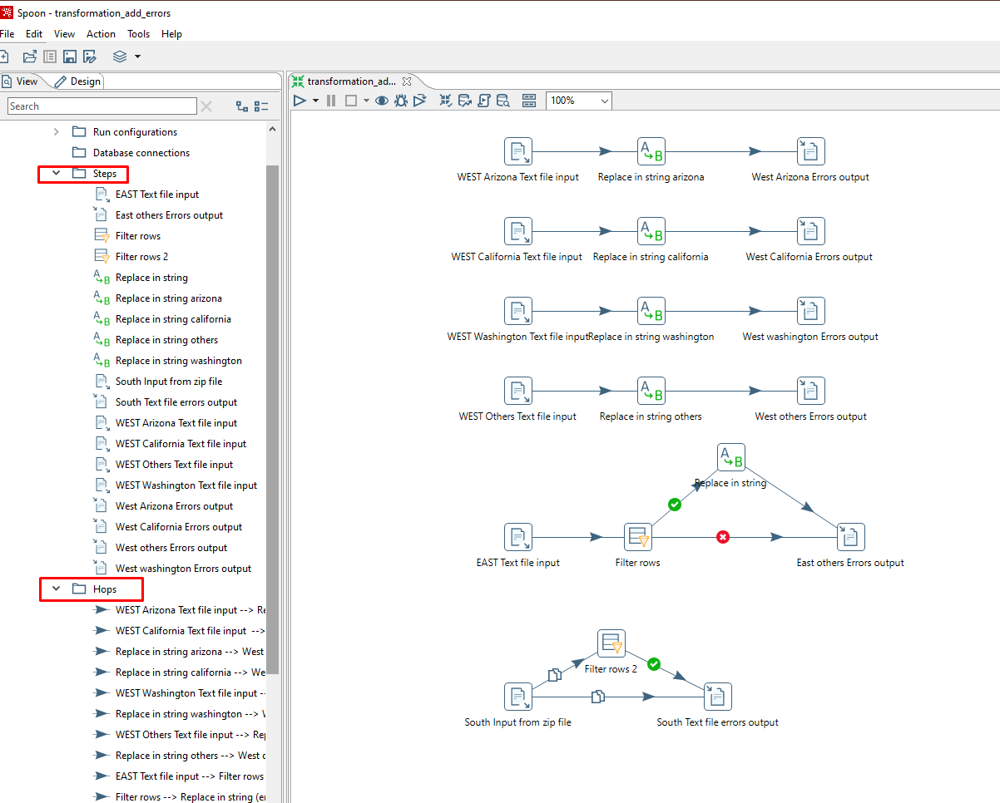 Spoon - transformation_add_errors
File Edit View Action Tools Help
View Design
Search
Run configurations
Database connections
Steps
EAST Text file input
East others Errors output
Filter rows
Filter rows 2
Replace in string
Replace in string arizona
Replace in string california
Replace in string others
Replace in string washington
South Input from zip file
South Text file errors output
WEST Arizona Text file input
WEST California Text file input
WEST Others Text file input
WEST Washington Text file input
West Arizona Errors output
West California Errors output
West others Errors output
West washington Errors output
Hops
WEST Arizona Text file input --> Re
WEST California Text file input -->
Replace in string arizona --> West
Replace in string california --> We
WEST Washington Text file input --
Replace in string washington --> W
WEST Others Text file input --> Rep
Replace in string others --> West o
EAST Text file input --> Filter rows
Filter rows --> Replace in string (en
transformation_ad...
100%
WEST Arizona Text file input Replace in string arizona West Arizona Errors output
WEST California Text file input Replace in string california West California Errors output
WEST Washington Text file input Replace in string washington West washington Errors output
WEST Others Text file input Replace in string others West others Errors output
Replace in string
EAST Text file input Filter rows East others Errors output
Filter rows 2
South Input from zip file South Text file errors output